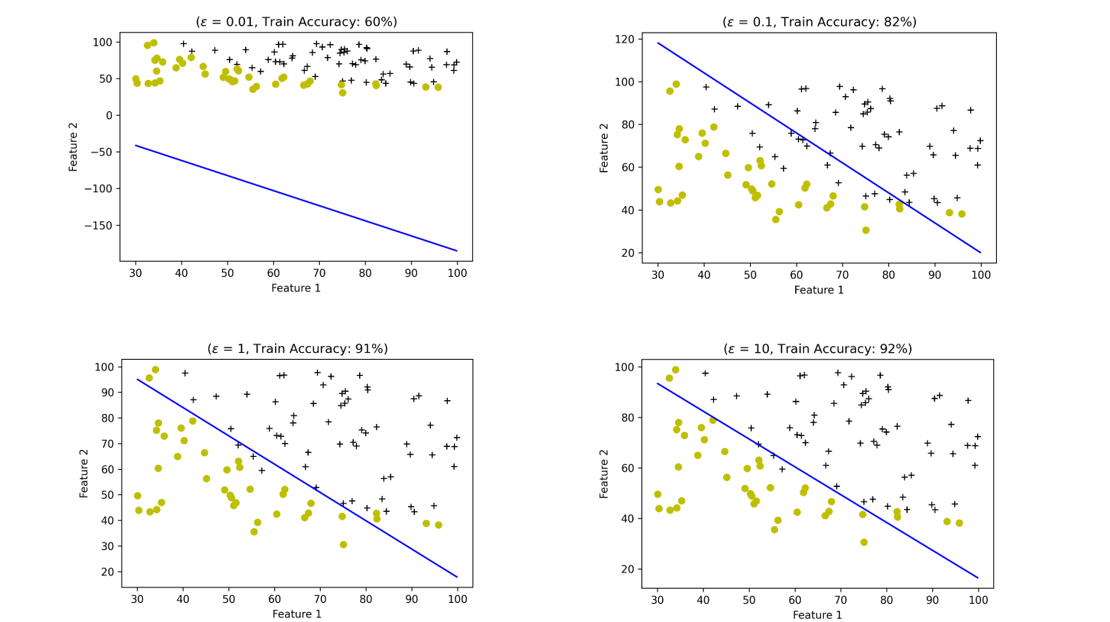 (ε = 0.01, Train Accuracy: 60%)
100
50
0
−50
−100
−150
Feature 2
30 40 50 60 70 80 90 100
Feature 1
(ε = 0.1, Train Accuracy: 82%)
120
100
80
60
40
20
Feature 2
30 40 50 60 70 80 90 100
Feature 1
(ε = 1, Train Accuracy: 91%)
100
90
80
70
60
50
40
30
20
Feature 2
30 40 50 60 70 80 90 100
Feature 1
(ε = 10, Train Accuracy: 92%)
100
80
60
40
20
Feature 2
30 40 50 60 70 80 90 100
Feature 1